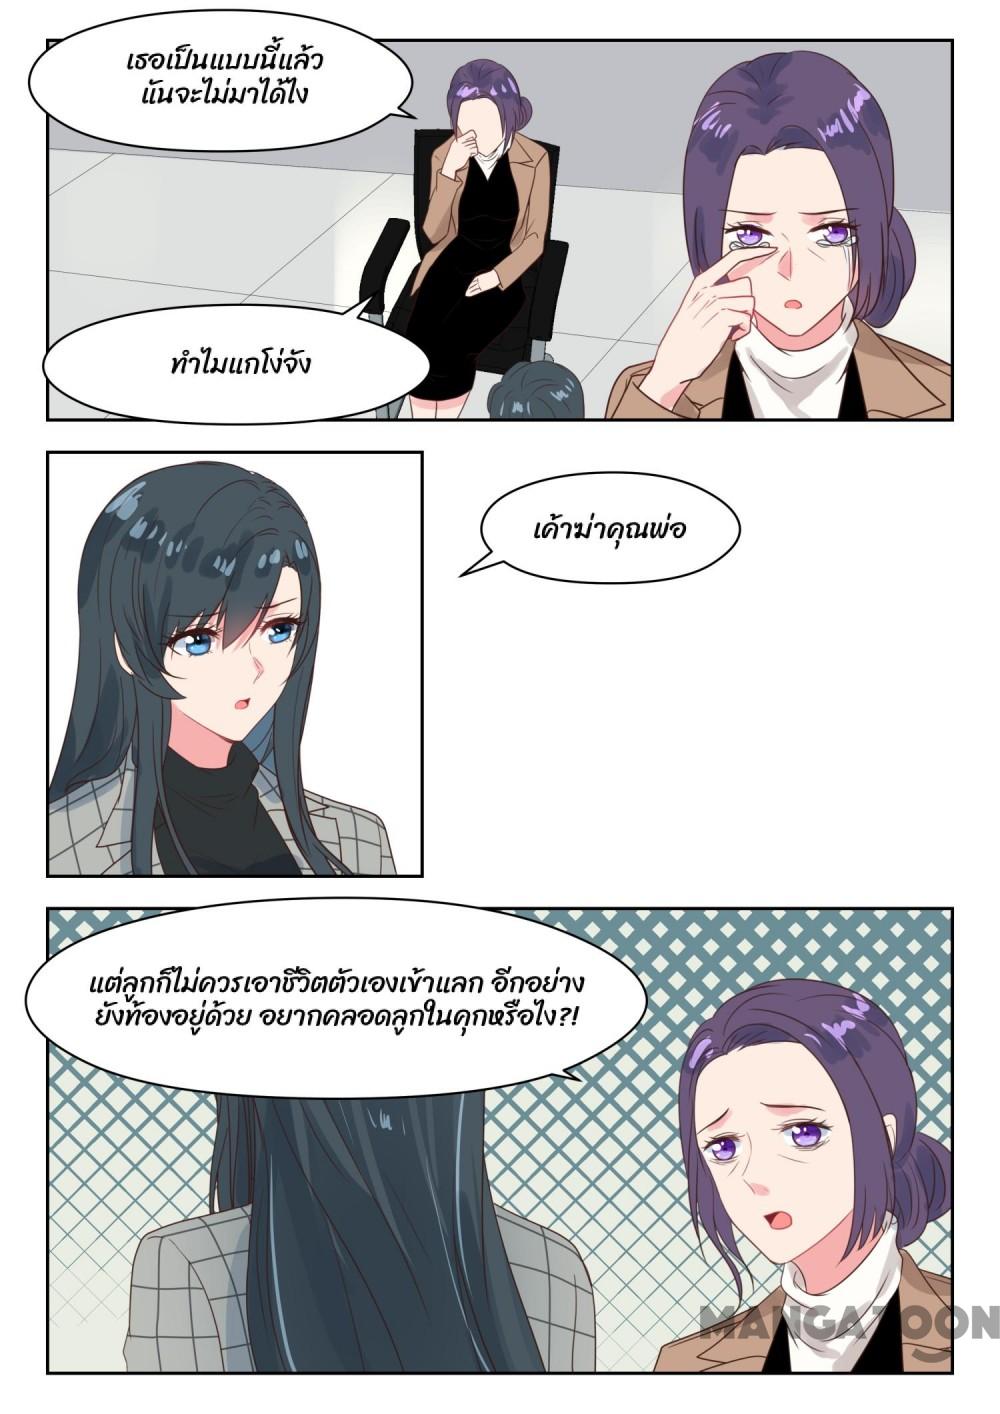 เธอเป็นแบบนี้แล้ว
แันจะไม่มาได้ไง
ทำไมแกโง่จัง
เค้าฆ่าคุณพ่อ
แต่ลูกก็ไม่ควรเอาชีวิตตัวเองเข้าแลก อีกอย่าง
ยังท้องอยู่ด้วย อยากคลอดลูกในคุกหรือไง?!
MANGATOON